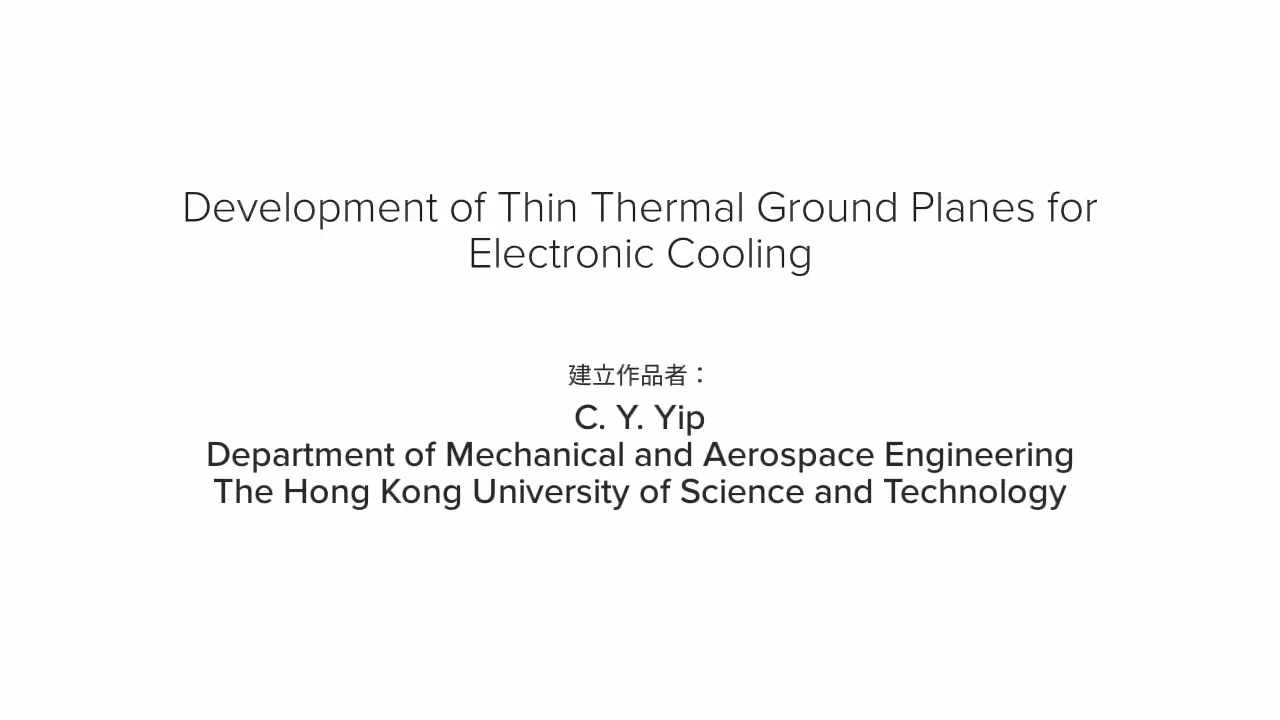 Development of Thin Thermal Ground Planes for
Electronic Cooling
建立作品者：
C. Y. Yip
Department of Mechanical and Aerospace Engineering
The Hong Kong University of Science and Technology